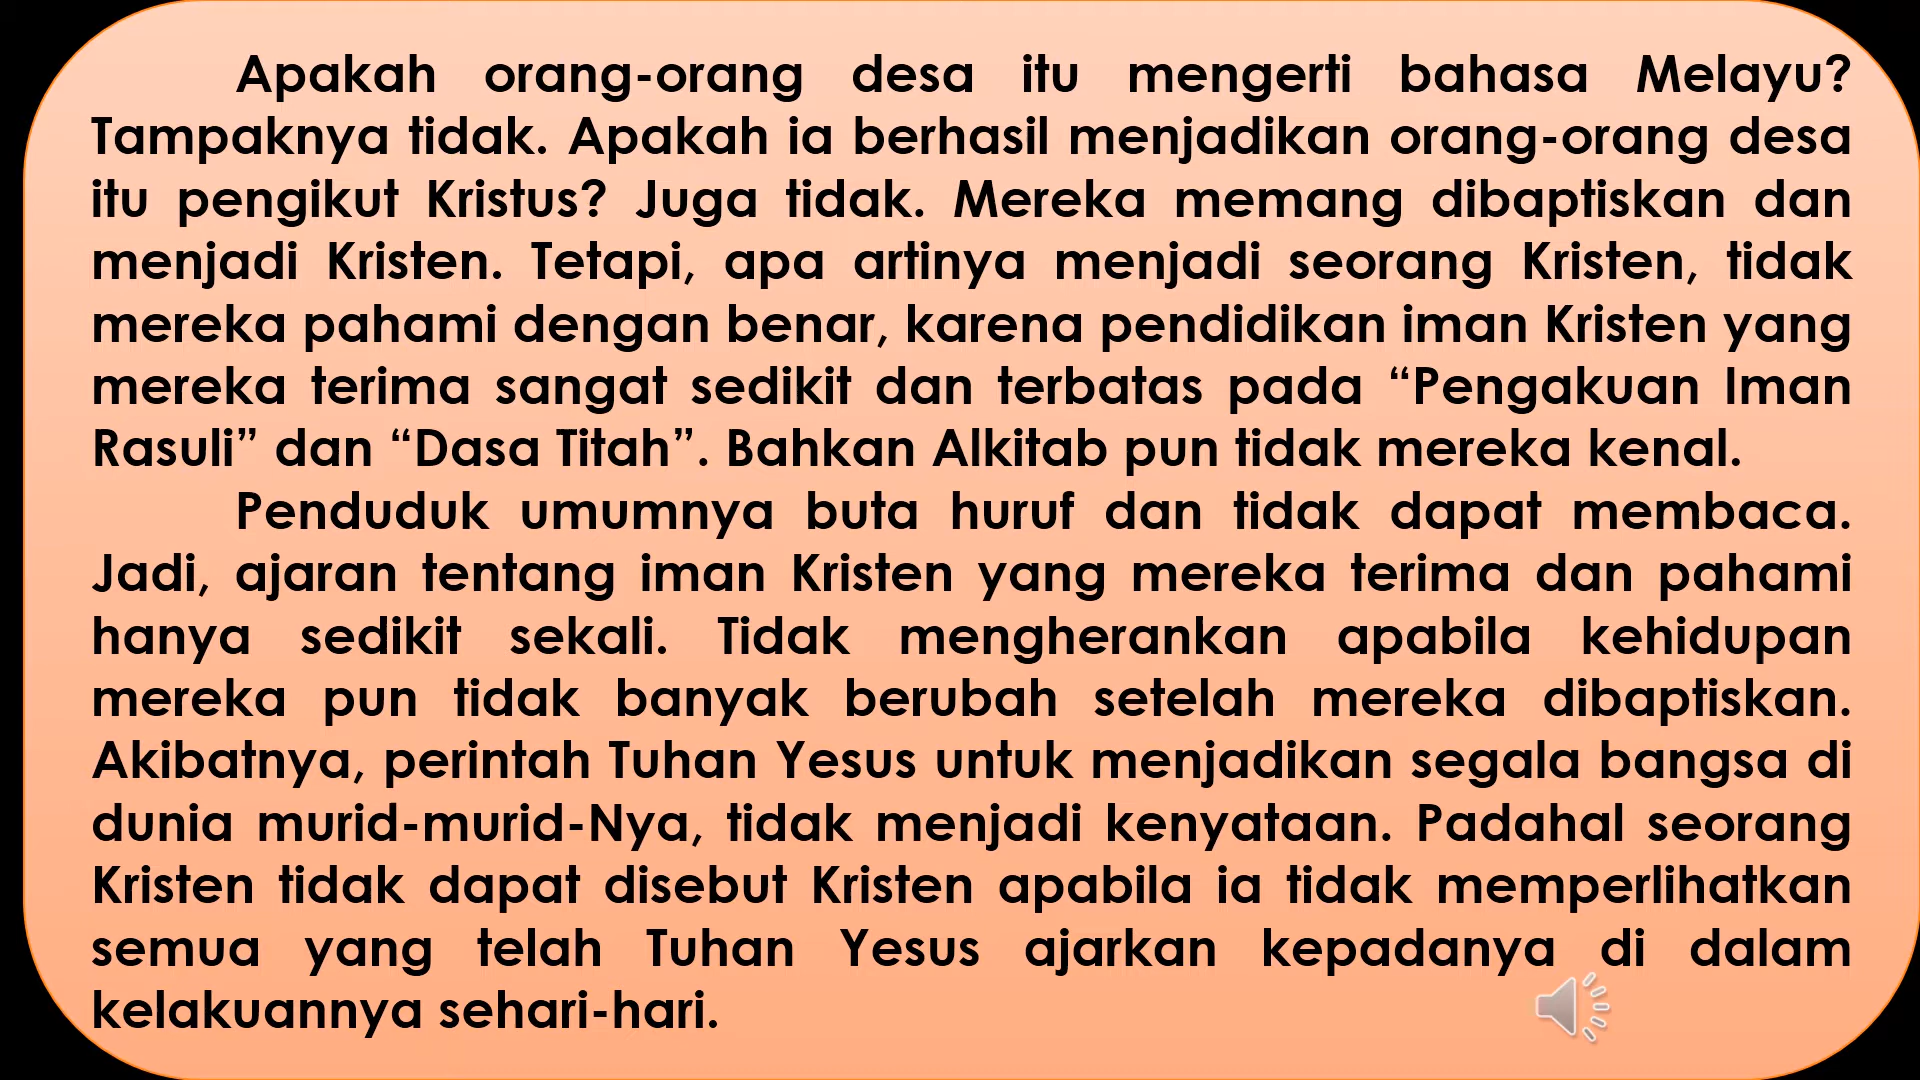 Apakah orang-orang desa itu mengerti bahasa Melayu?
Tampaknya tidak. Apakah ia berhasil menjadikan orang-orang desa
itu pengikut Kristus? Juga tidak. Mereka memang dibaptiskan dan
menjadi Kristen. Tetapi, apa artinya menjadi seorang Kristen, tidak
mereka pahami dengan benar, karena pendidikan iman Kristen yang
mereka terima sangat sedikit dan terbatas pada “Pengakuan Iman
Rasuli” dan “Dasa Titah”. Bahkan Alkitab pun tidak mereka kenal.
Penduduk umumnya buta huruf dan tidak dapat membaca.
Jadi, ajaran tentang iman Kristen yang mereka terima dan pahami
hanya sedikit sekali. Tidak mengherankan apabila kehidupan
mereka pun tidak banyak berubah setelah mereka dibaptiskan.
Akibatnya, perintah Tuhan Yesus untuk menjadikan segala bangsa di
dunia murid-murid-Nya, tidak menjadi kenyataan. Padahal seorang
Kristen tidak dapat disebut Kristen apabila ia tidak memperlihatkan
semua yang telah Tuhan Yesus ajarkan kepadanya di dalam
kelakuannya sehari-hari.